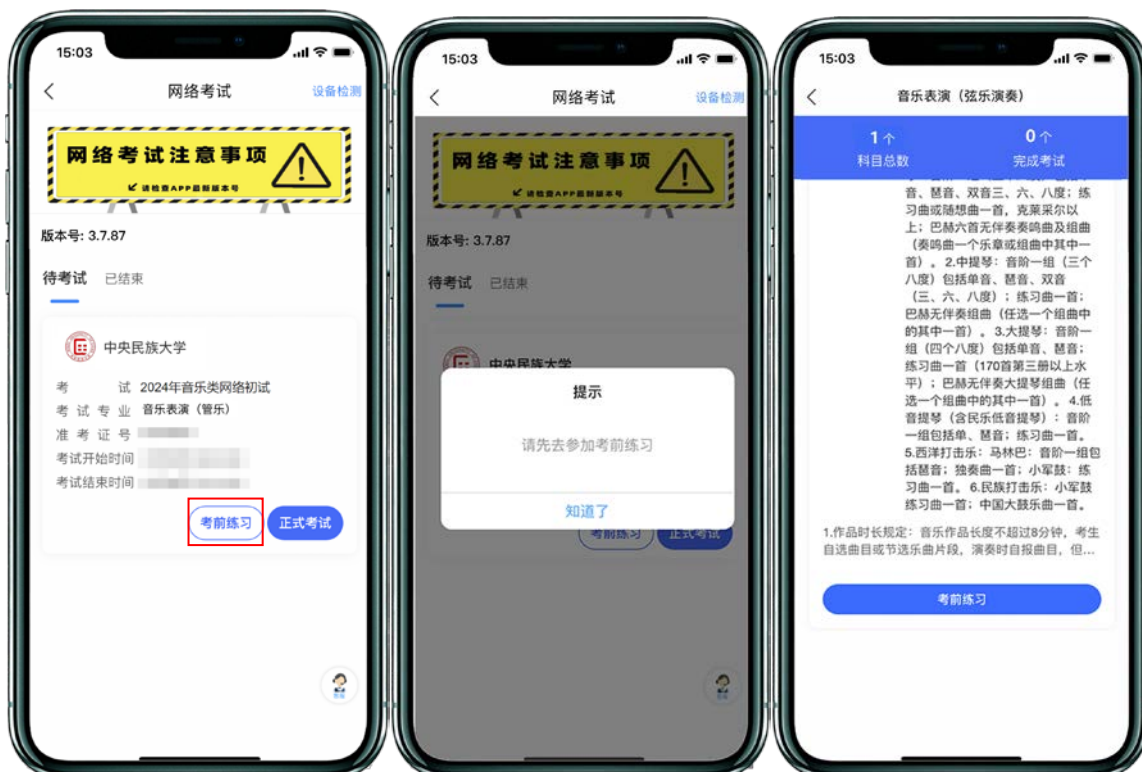 15:03
网络考试
设备检测
网络考试注意事项
请检查APP最新版本号
版本号: 3.7.87
待考试 已结束
中央民族大学
考 试 2024年音乐类网络初试
考试专业 音乐表演（管乐）
准考证号
考试开始时间
考试结束时间
考前练习 正式考试
15:03
网络考试
设备检测
网络考试注意事项
请检查APP最新版本号
版本号: 3.7.87
待考试 已结束
中央民族大学
提示
请先去参加考前练习
知道了
考前练习 正式考试
15:03
音乐表演（弦乐演奏）
1个 0个
科目总数 完成考试
音、琶音、双音三、六、八度；练
习曲或随想曲一首，克莱采尔以
上；巴赫六首无伴奏奏鸣曲及组曲
（奏鸣曲一个乐章或组曲中其中一
首）。2.中提琴：音阶一组（三个
八度）包括单音、琶音、双音
（三、六、八度）；练习曲一首；
巴赫无伴奏组曲（任选一个组曲中
的其中一首）。3.大提琴：音阶一
组（四个八度）包括单音、琶音；
练习曲一首（170首第三册以上水
平）；巴赫无伴奏大提琴组曲（任
选一个组曲中的其中一首）。4.低
音提琴（含民乐低音提琴）：音阶
一组包括单、琶音；练习曲一首。
5.西洋打击乐：马林巴：音阶一组包
括琶音；独奏曲一首；小军鼓：练
习曲一首。6.民族打击乐：小军鼓
练习曲一首；中国大鼓乐曲一首。
1.作品时长规定：音乐作品长度不超过8分钟，考生
自选曲目或节选乐曲片段，演奏时自报曲目，但...
考前练习